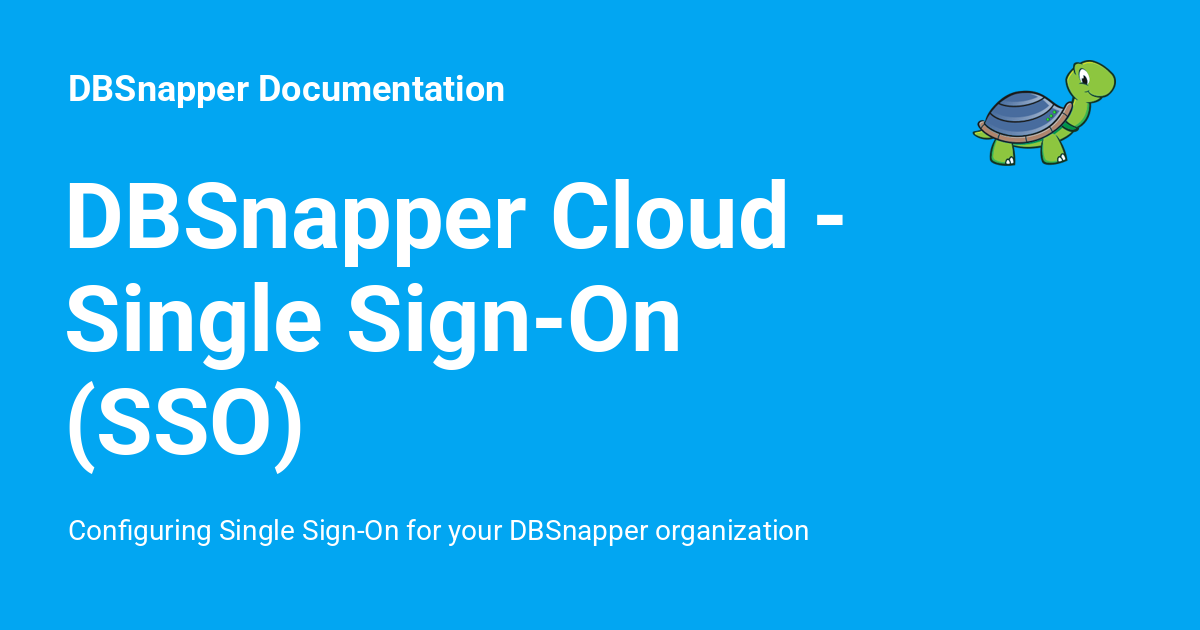 DBSnapper Documentation
DBSnapper Cloud -
Single Sign-On
(SSO)
Configuring Single Sign-On for your DBSnapper organization